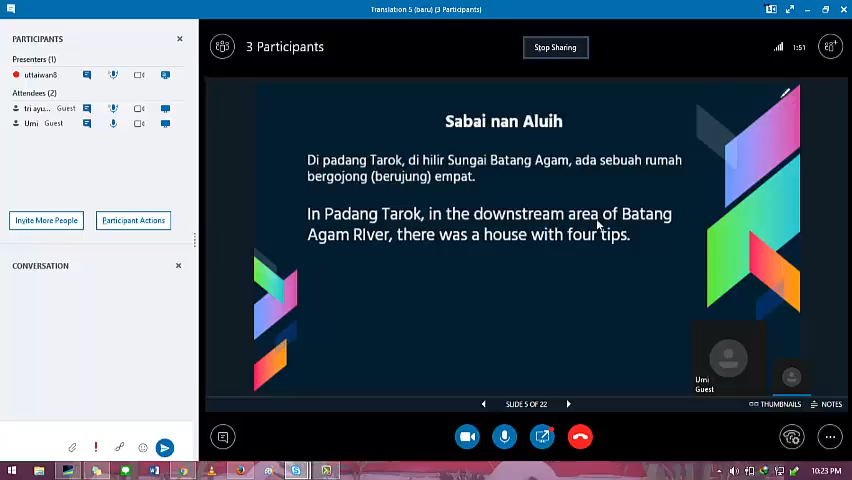 Translation 5 (baru) (3 Participants)
PARTICIPANTS
Presenters (1)
uttaiwan8
Attendees (2)
tri ayu... Guest
Umi Guest
Invite More People
Participant Actions
CONVERSATION
3 Participants
Stop Sharing
1:51
Sabai nan Aluih
Di padang Tarok, di hilir Sungai Batang Agam, ada sebuah rumah
bergojong (berujung) empat.
In Padang Tarok, in the downstream area of Batang
Agam RIver, there was a house with four tips.
Umi
Guest
SLIDE 5 OF 22
THUMBNAILS
NOTES
10:23 PM